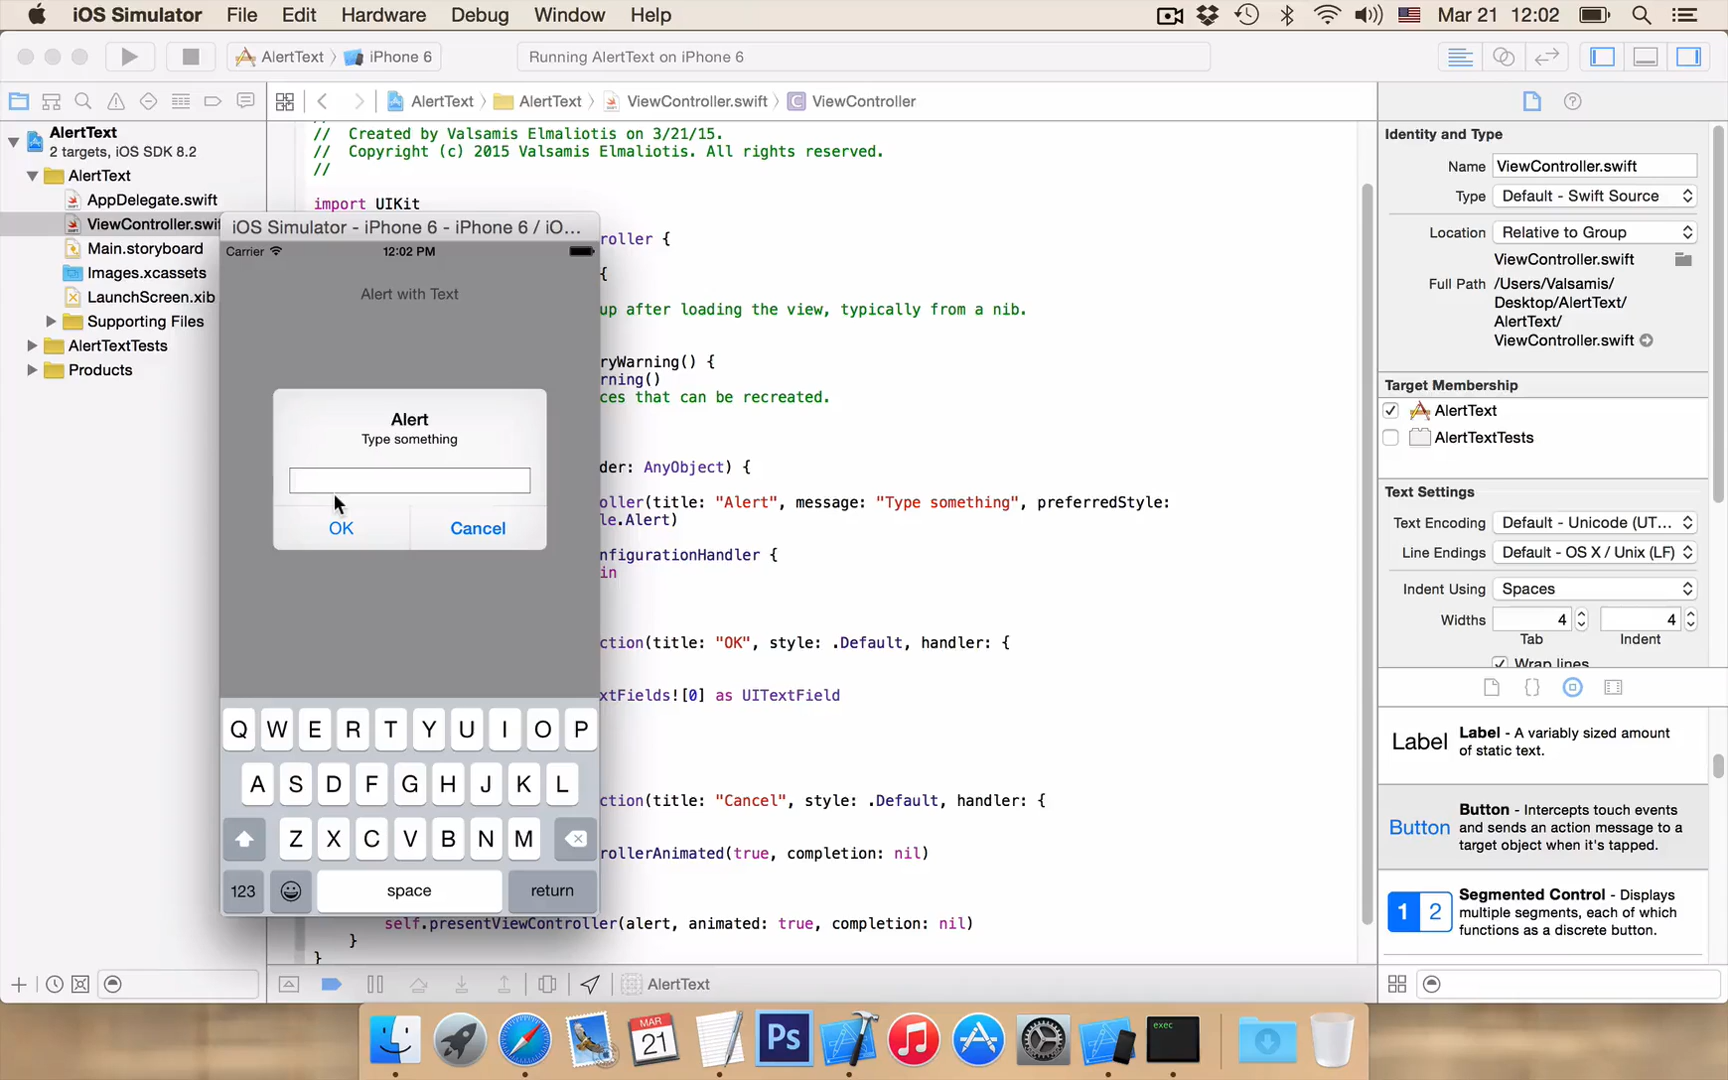 iOS Simulator File Edit Hardware Debug Window Help
Mar 21 12:02
AlertText iPhone 6
Running AlertText on iPhone 6
AlertText AlertText ViewController.swift ViewController
AlertText
2 targets, iOS SDK 8.2
AlertText
AppDelegate.swift
ViewController.swif
Main.storyboard
Images.xcassets
LaunchScreen.xib
Supporting Files
AlertTextTests
Products
// Created by Valsamis Elmaliotis on 3/21/15.
// Copyright (c) 2015 Valsamis Elmaliotis. All rights reserved.
//
import UIKit
roller {
{
up after loading the view, typically from a nib.
ryWarning() {
rning()
ces that can be recreated.
der: AnyObject) {
oller(title: "Alert", message: "Type something", preferredStyle:
le.Alert)
nfigurationHandler {
in
ction(title: "OK", style: .Default, handler: {
xtFields![0] as UITextField
ction(title: "Cancel", style: .Default, handler: {
rollerAnimated(true, completion: nil)
self.presentViewController(alert, animated: true, completion: nil)
}
}
iOS Simulator - iPhone 6 - iPhone 6 / iO...
Carrier 12:02 PM
Alert with Text
Alert
Type something
OK Cancel
Q W E R T Y U I O P
A S D F G H J K L
Z X C V B N M
123 space return
AlertText
Identity and Type
Name ViewController.swift
Type Default - Swift Source
Location Relative to Group
ViewController.swift
Full Path /Users/Valsamis/
Desktop/AlertText/
AlertText/
ViewController.swift
Target Membership
AlertText
AlertTextTests
Text Settings
Text Encoding Default - Unicode (UT...
Line Endings Default - OS X / Unix (LF)
Indent Using Spaces
Widths 4 4
Tab Indent
Wrap lines
Label Label - A variably sized amount
of static text.
Button Button - Intercepts touch events
and sends an action message to a
target object when it's tapped.
1 2 Segmented Control - Displays
multiple segments, each of which
functions as a discrete button.
MAR
21
Ps
exec